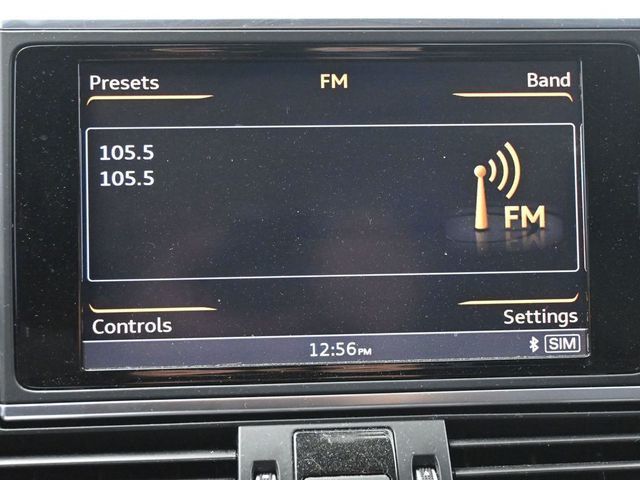 Presets FM Band
105.5
105.5
FM
Controls Settings
12:56PM SIM